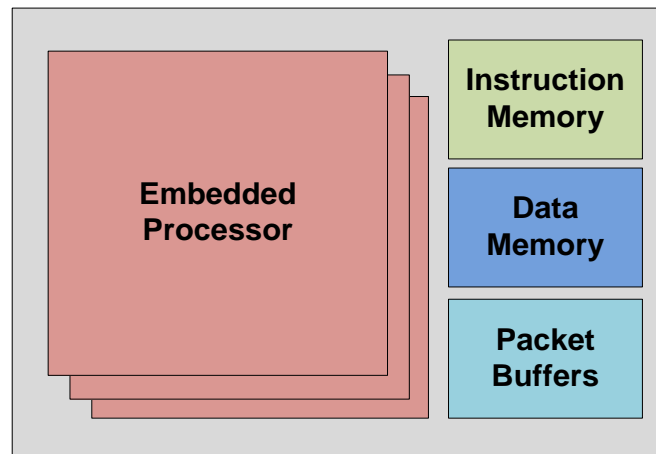 Embedded
Processor
Instruction
Memory
Data
Memory
Packet
Buffers